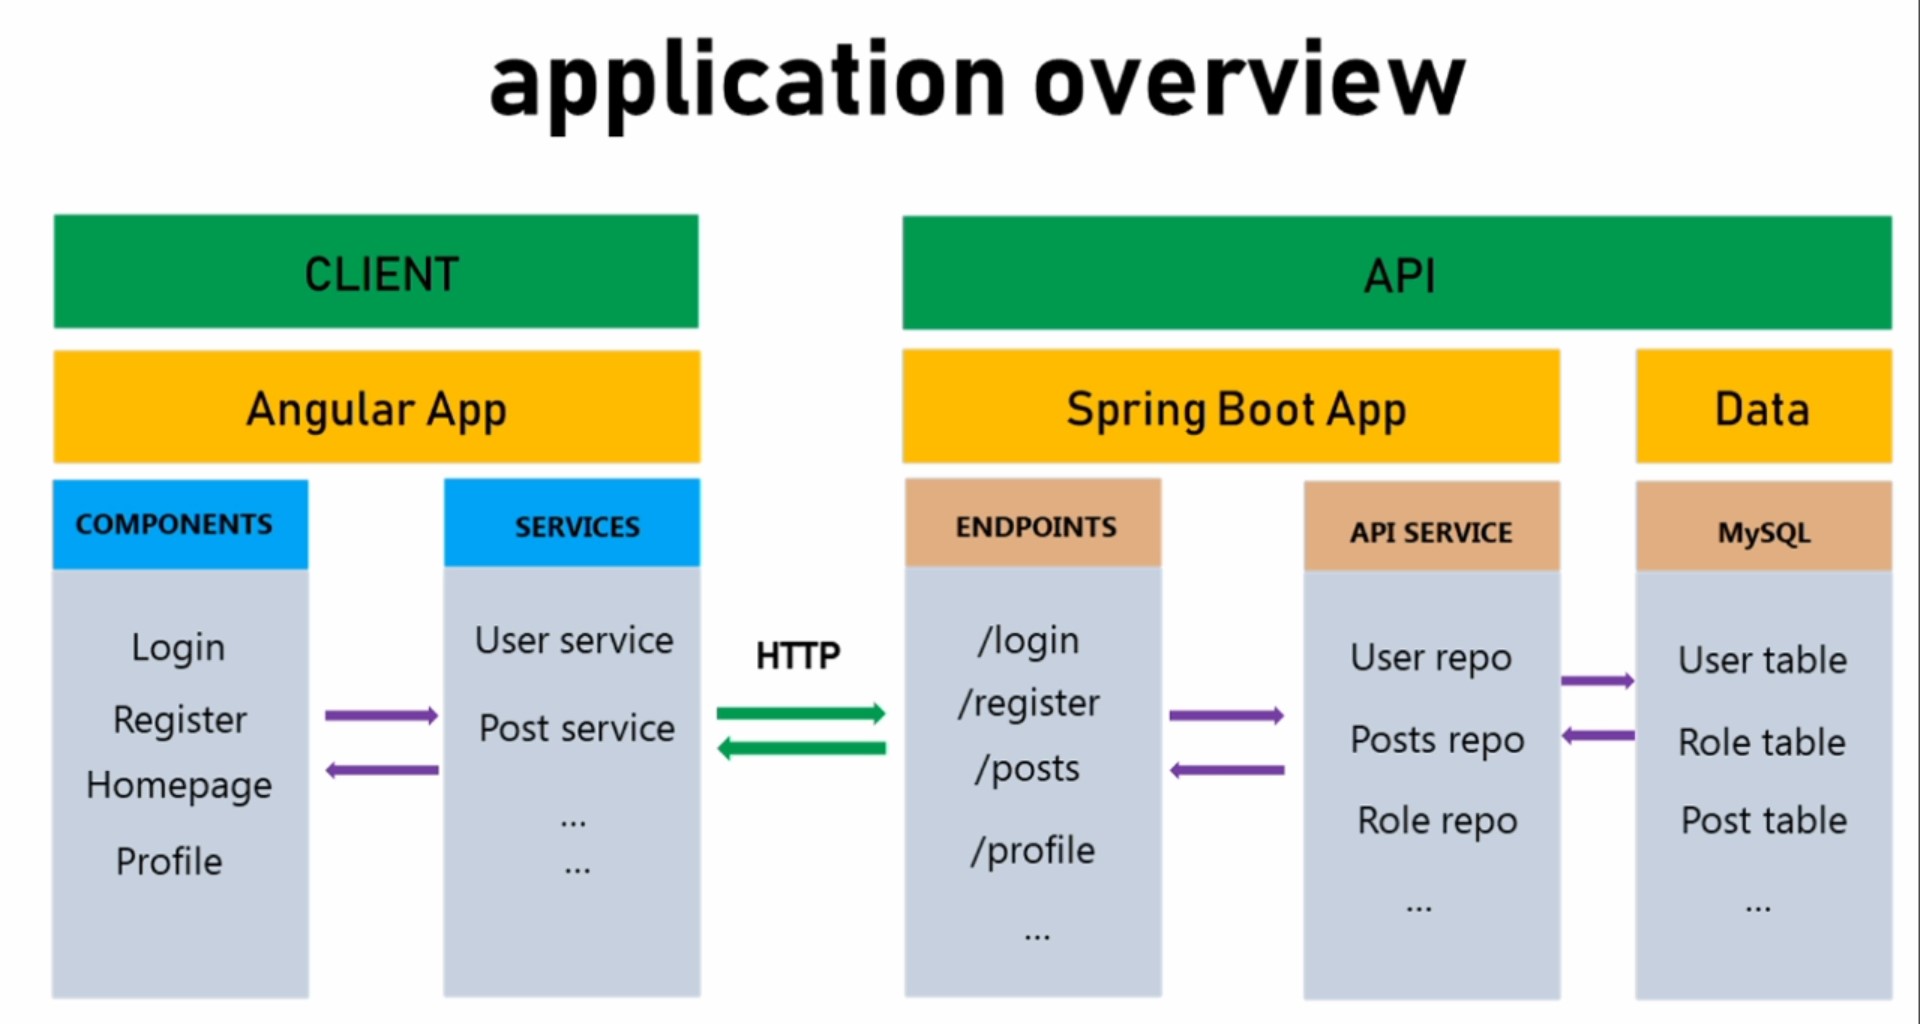 application overview
CLIENT
API
Angular App
Spring Boot App
Data
COMPONENTS
Login
Register
Homepage
Profile
SERVICES
User service
Post service
...
...
HTTP
ENDPOINTS
/login
/register
/posts
/profile
...
API SERVICE
User repo
Posts repo
Role repo
...
MySQL
User table
Role table
Post table
...